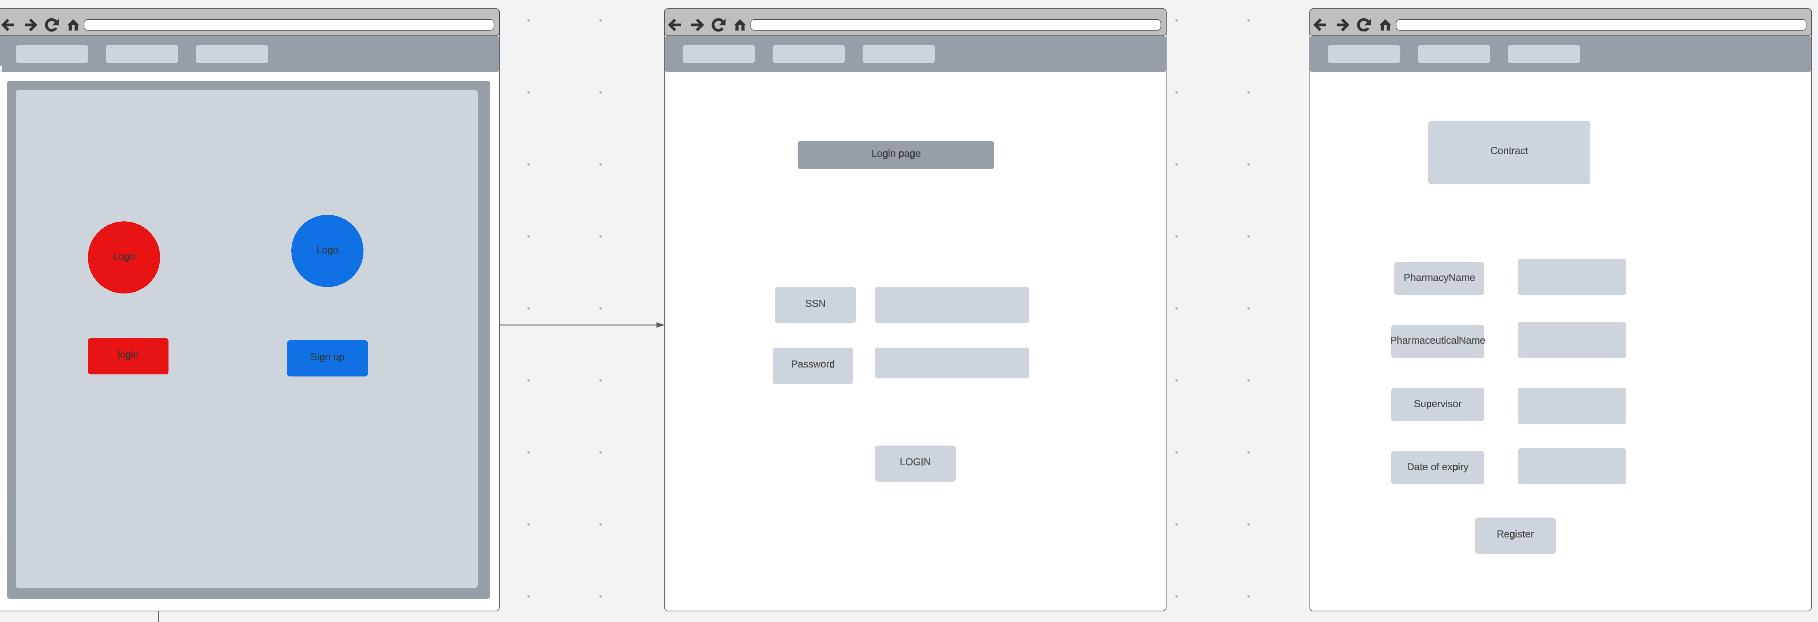 Logo
Logo
login
Sign up
Login page
SSN
Password
LOGIN
Contract
PharmacyName
PharmaceuticalName
Supervisor
Date of expiry
Register